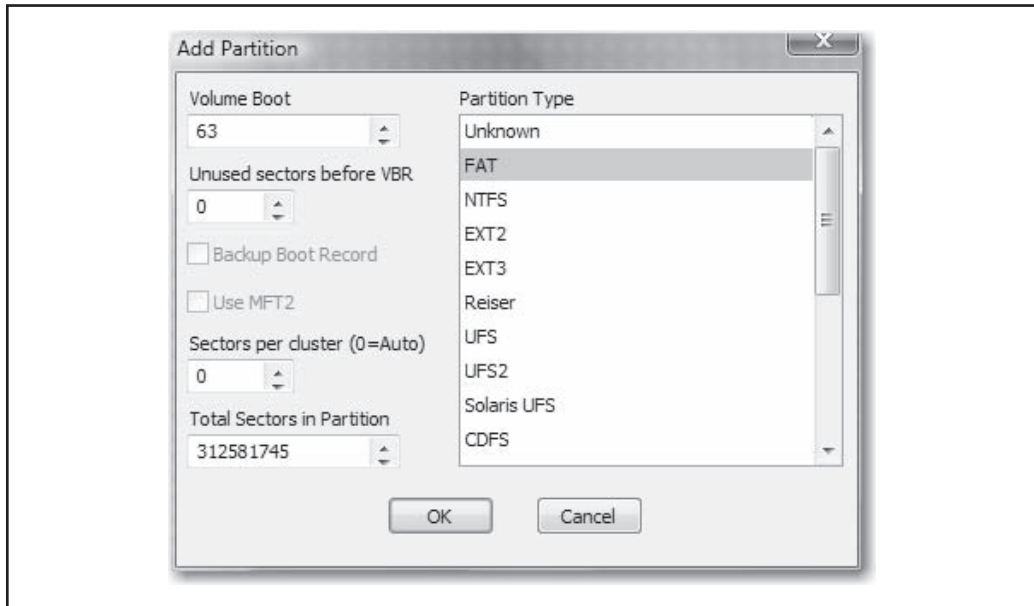 Add Partition
Volume Boot
63
Unused sectors before VBR
0
Backup Boot Record
Use MFT2
Sectors per cluster (0=Auto)
0
Total Sectors in Partition
312581745
Partition Type
Unknown
FAT
NTFS
EXT2
EXT3
Reiser
UFS
UFS2
Solaris UFS
CDFS
OK
Cancel